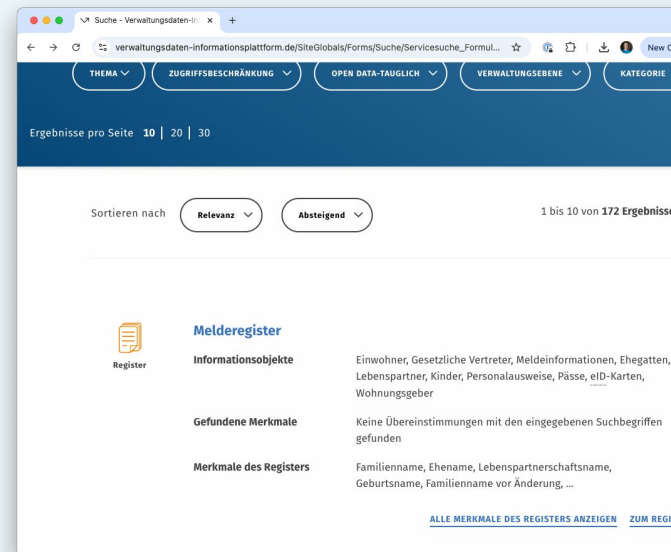 Suche - Verwaltungsdaten-In
verwaltungsdaten-informationsplattform.de/SiteGlobals/Forms/Suche/Servicesuche_Formul...
New C
THEMA
ZUGRIFFSBESCHRÄNKUNG
OPEN DATA-TAUGLICH
VERWALTUNGSEBENE
KATEGORIE
Ergebnisse pro Seite 10 | 20 | 30
Sortieren nach
Relevanz
Absteigend
1 bis 10 von 172 Ergebnisse
Melderegister
Register
Informationsobjekte
Einwohner, Gesetzliche Vertreter, Meldeinformationen, Ehegatten,
Lebenspartner, Kinder, Personalausweise, Pässe, eID-Karten,
Wohnungsgeber
Gefundene Merkmale
Keine Übereinstimmungen mit den eingegebenen Suchbegriffen
gefunden
Merkmale des Registers
Familienname, Ehename, Lebenspartnerschaftsname,
Geburtsname, Familienname vor Änderung, ...
ALLE MERKMALE DES REGISTERS ANZEIGEN
ZUM REGI